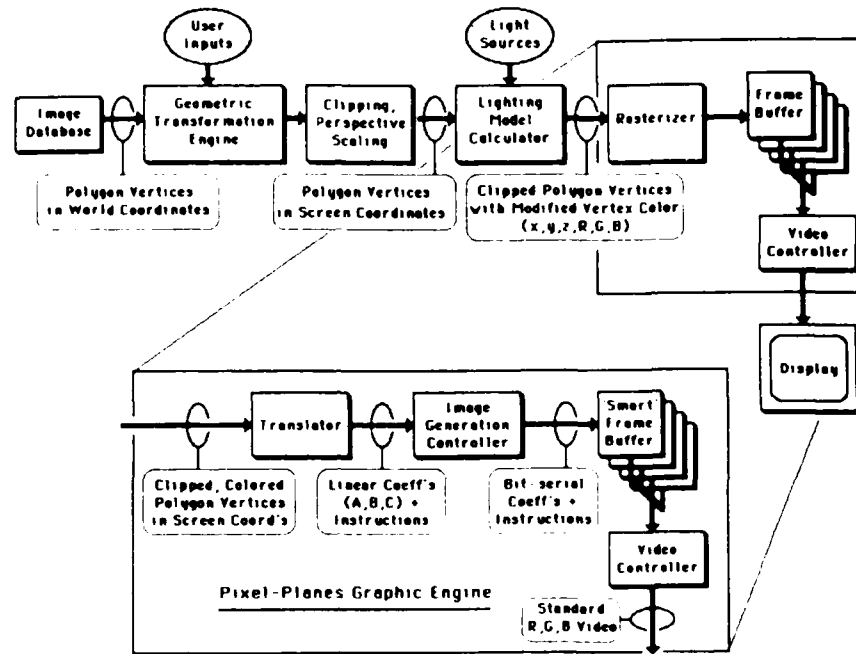 User
Inputs
Light
Sources
Image
Database
Geometric
Transformation
Engine
Clipping,
Perspective
Scaling
Lighting
Model
Calculator
Rasterizer
Frame
Buffer
Polygon Vertices
in World Coordinates
Polygon Vertices
in Screen Coordinates
Clipped Polygon Vertices
with Modified Vertex Color
(x,y,z,R,G,B)
Video
Controller
Display
Translator
Image
Generation
Controller
'Smart'
Frame
Buffer
Clipped, Colored
Polygon Vertices
in Screen Coord's
Linear Coeff's
(A,B,C) +
Instructions
Bit-serial
Coeff's +
Instructions
Video
Controller
Pixel-Planes Graphic Engine
Standard
R,G,B Video